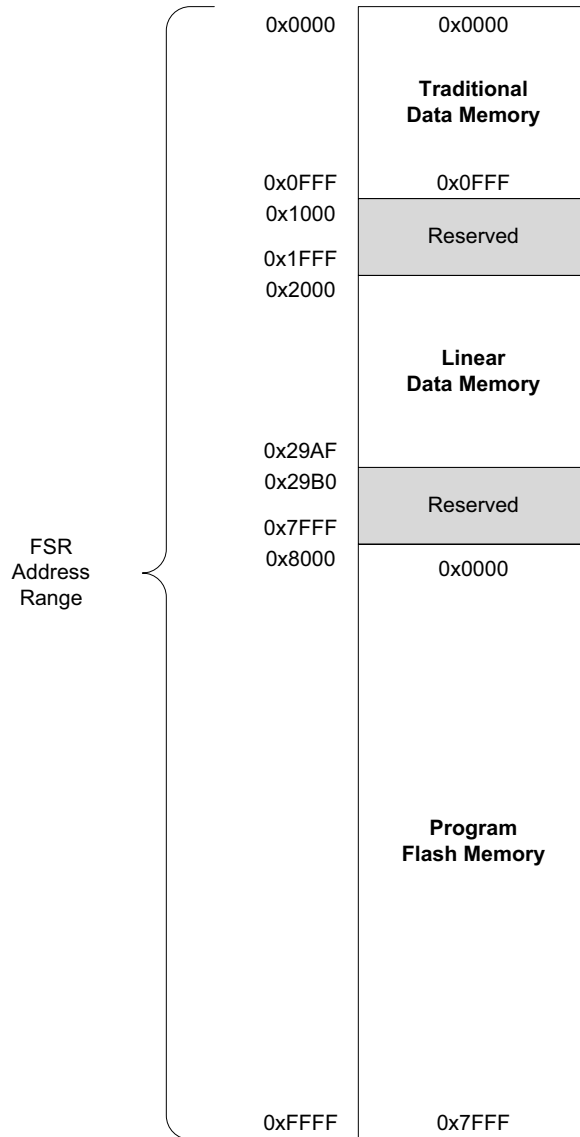 0x0000 0x0000
Traditional
Data Memory
0x0FFF 0x0FFF
0x1000
Reserved
0x1FFF
0x2000
Linear
Data Memory
0x29AF
0x29B0
Reserved
0x7FFF
FSR
Address
Range
0x8000 0x0000
Program
Flash Memory
0xFFFF 0x7FFF